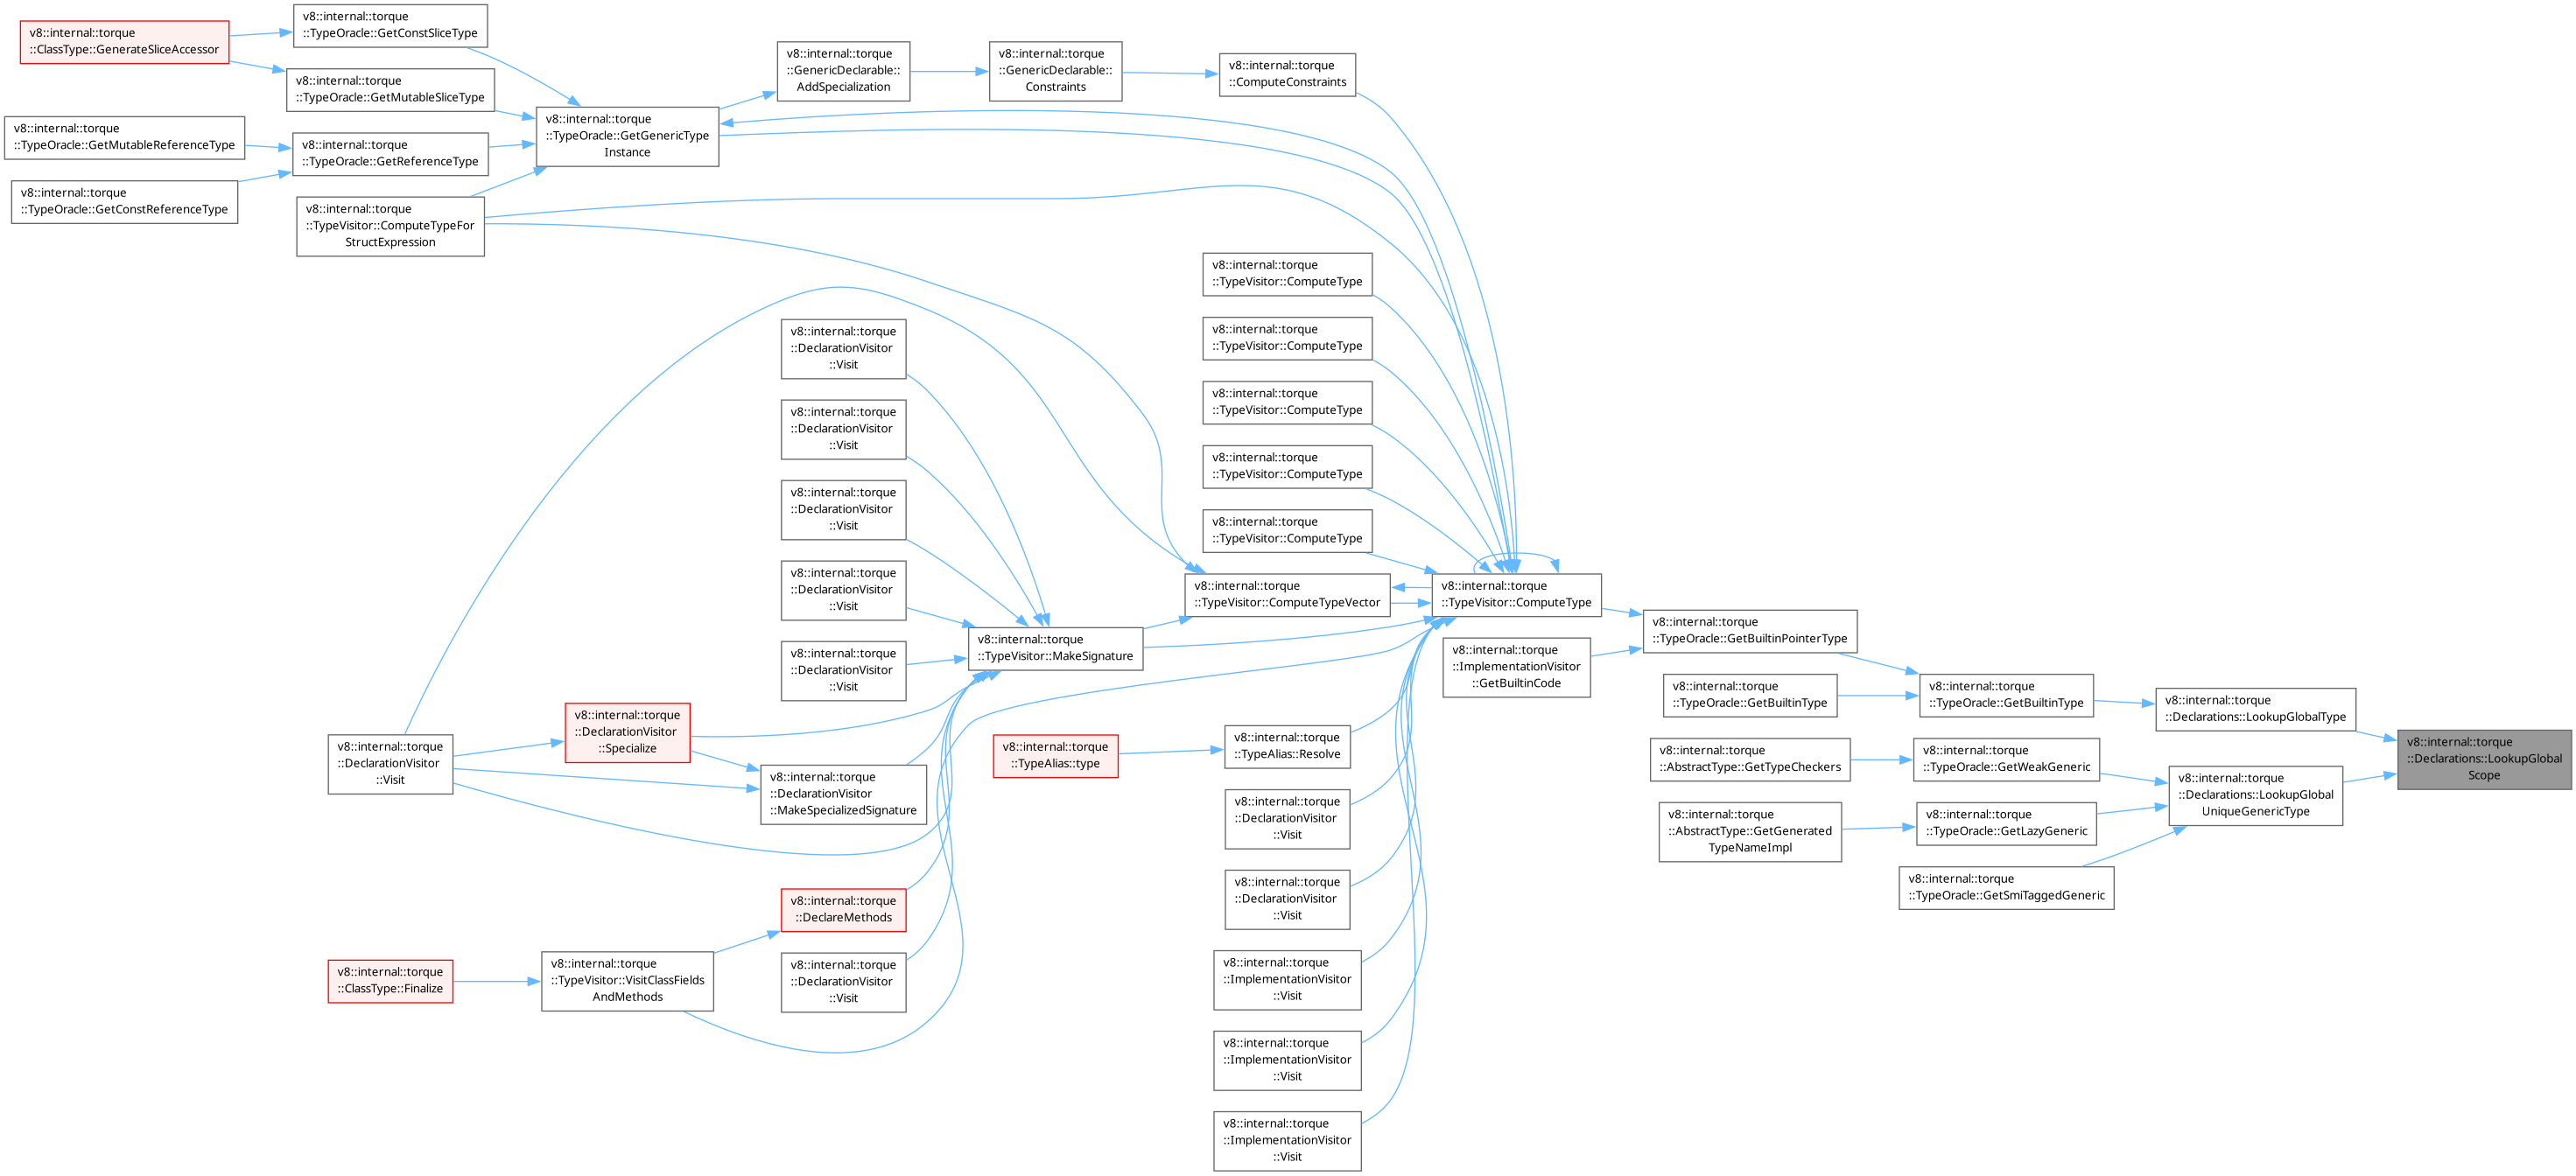 v8::internal::torque
::TypeOracle::GetConstSliceType
v8::internal::torque
::ClassType::GenerateSliceAccessor
v8::internal::torque
::TypeOracle::GetMutableSliceType
v8::internal::torque
::TypeOracle::GetMutableReferenceType
v8::internal::torque
::TypeOracle::GetReferenceType
v8::internal::torque
::TypeOracle::GetConstReferenceType
v8::internal::torque
::TypeVisitor::ComputeTypeFor
StructExpression
v8::internal::torque
::TypeOracle::GetGenericType
Instance
v8::internal::torque
::GenericDeclarable::
AddSpecialization
v8::internal::torque
::GenericDeclarable::
Constraints
v8::internal::torque
::ComputeConstraints
v8::internal::torque
::TypeVisitor::ComputeType
v8::internal::torque
::TypeVisitor::ComputeType
v8::internal::torque
::TypeVisitor::ComputeType
v8::internal::torque
::TypeVisitor::ComputeType
v8::internal::torque
::TypeVisitor::ComputeType
v8::internal::torque
::DeclarationVisitor
::Visit
v8::internal::torque
::DeclarationVisitor
::Visit
v8::internal::torque
::DeclarationVisitor
::Visit
v8::internal::torque
::DeclarationVisitor
::Visit
v8::internal::torque
::DeclarationVisitor
::Visit
v8::internal::torque
::TypeVisitor::MakeSignature
v8::internal::torque
::TypeVisitor::ComputeTypeVector
v8::internal::torque
::TypeVisitor::ComputeType
v8::internal::torque
::ImplementationVisitor
::GetBuiltinCode
v8::internal::torque
::TypeOracle::GetBuiltinPointerType
v8::internal::torque
::TypeOracle::GetBuiltinType
v8::internal::torque
::TypeOracle::GetBuiltinType
v8::internal::torque
::Declarations::LookupGlobalType
v8::internal::torque
::Declarations::LookupGlobal
Scope
v8::internal::torque
::AbstractType::GetTypeCheckers
v8::internal::torque
::TypeOracle::GetWeakGeneric
v8::internal::torque
::Declarations::LookupGlobal
UniqueGenericType
v8::internal::torque
::AbstractType::GetGenerated
TypeNameImpl
v8::internal::torque
::TypeOracle::GetLazyGeneric
v8::internal::torque
::TypeOracle::GetSmiTaggedGeneric
v8::internal::torque
::DeclarationVisitor
::Visit
v8::internal::torque
::DeclarationVisitor
::Specialize
v8::internal::torque
::DeclarationVisitor
::MakeSpecializedSignature
v8::internal::torque
::TypeAlias::type
v8::internal::torque
::TypeAlias::Resolve
v8::internal::torque
::DeclarationVisitor
::Visit
v8::internal::torque
::DeclarationVisitor
::Visit
v8::internal::torque
::DeclareMethods
v8::internal::torque
::ClassType::Finalize
v8::internal::torque
::TypeVisitor::VisitClassFields
AndMethods
v8::internal::torque
::DeclarationVisitor
::Visit
v8::internal::torque
::ImplementationVisitor
::Visit
v8::internal::torque
::ImplementationVisitor
::Visit
v8::internal::torque
::ImplementationVisitor
::Visit